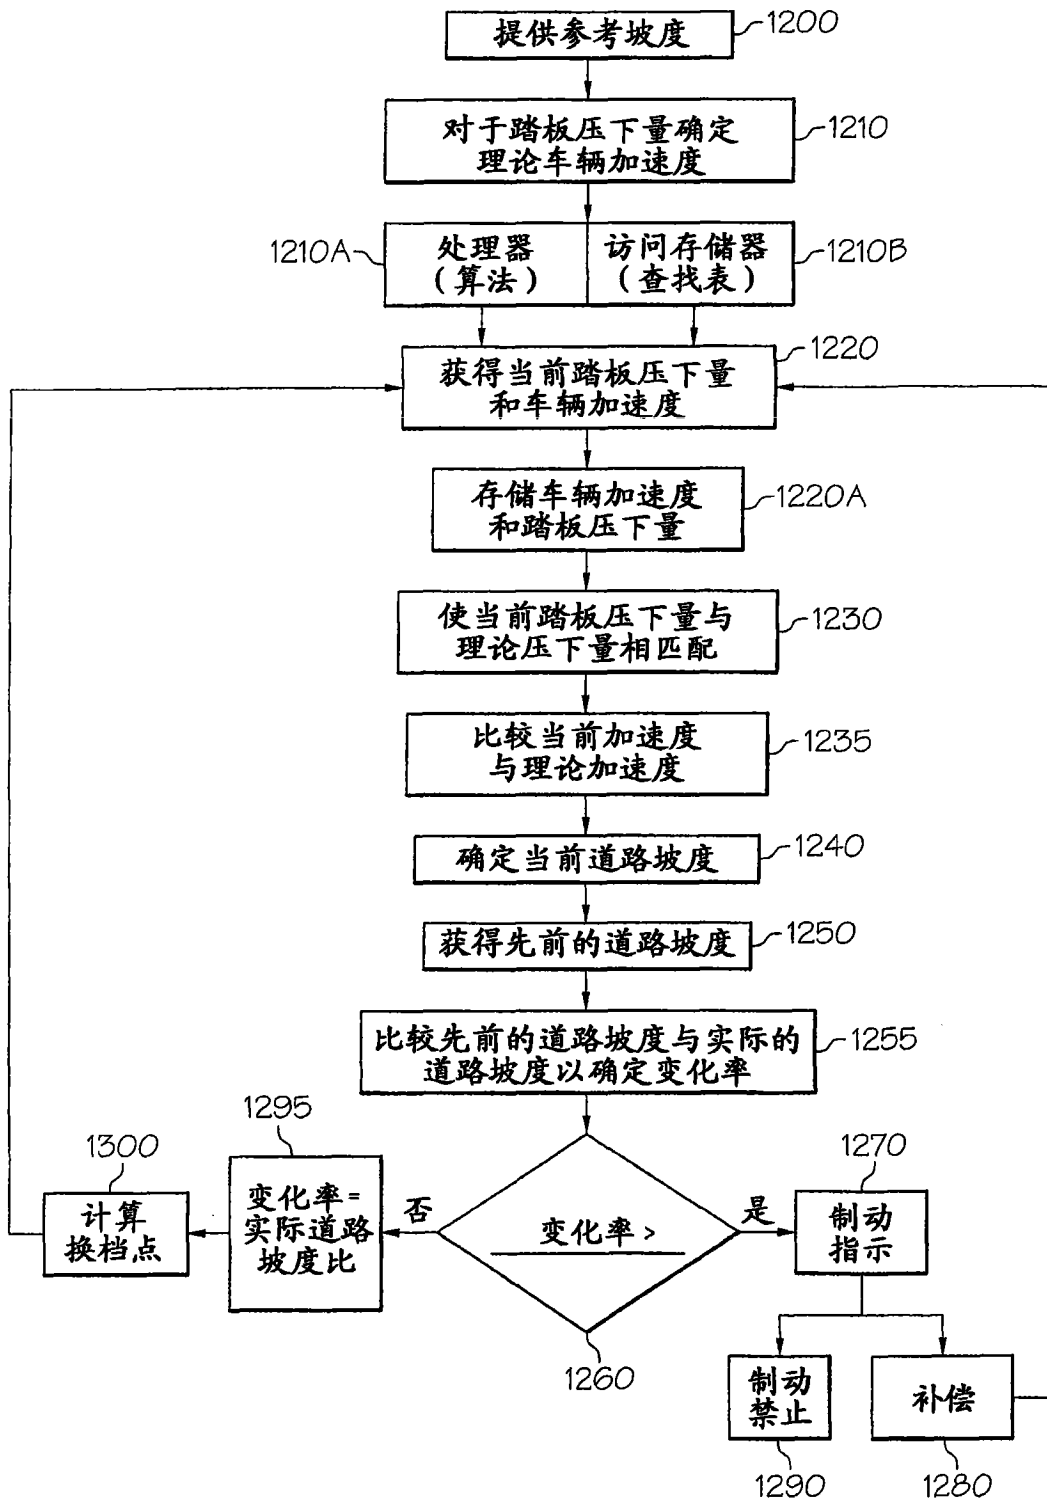 提供参考坡度
1200
对于踏板压下量确定
理论车辆加速度
1210
1210A
处理器
(算法)
访问存储器
(查找表)
1210B
1220
获得当前踏板压下量
和车辆加速度
存储车辆加速度
和踏板压下量
1220A
使当前踏板压下量与
理论压下量相匹配
1230
比较当前加速度
与理论加速度
1235
确定当前道路坡度
1240
获得先前的道路坡度
1250
比较先前的道路坡度与实际的
道路坡度以确定变化率
1255
1295
1300
计算
换档点
变化率=
实际道路
坡度比
否
变化率>
是
1270
制动
指示
1260
制动
禁止
补偿
1290
1280